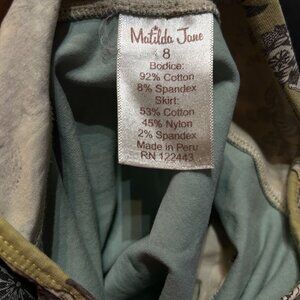 Matilda Jane
8
Bodice:
92% Cotton
8% Spandex
Skirt:
53% Cotton
45% Nylon
2% Spandex
Made in Peru
RN 122443